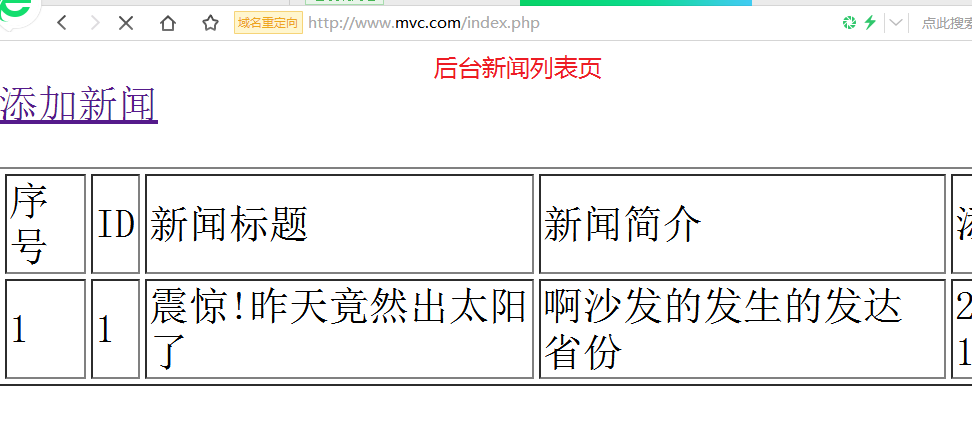 域名重定向 http://www.mvc.com/index.php 点此搜索
后台新闻列表页
添加新闻
序号 ID 新闻标题 新闻简介
1 1 震惊!昨天竟然出太阳了 啊沙发的发生的发达省份